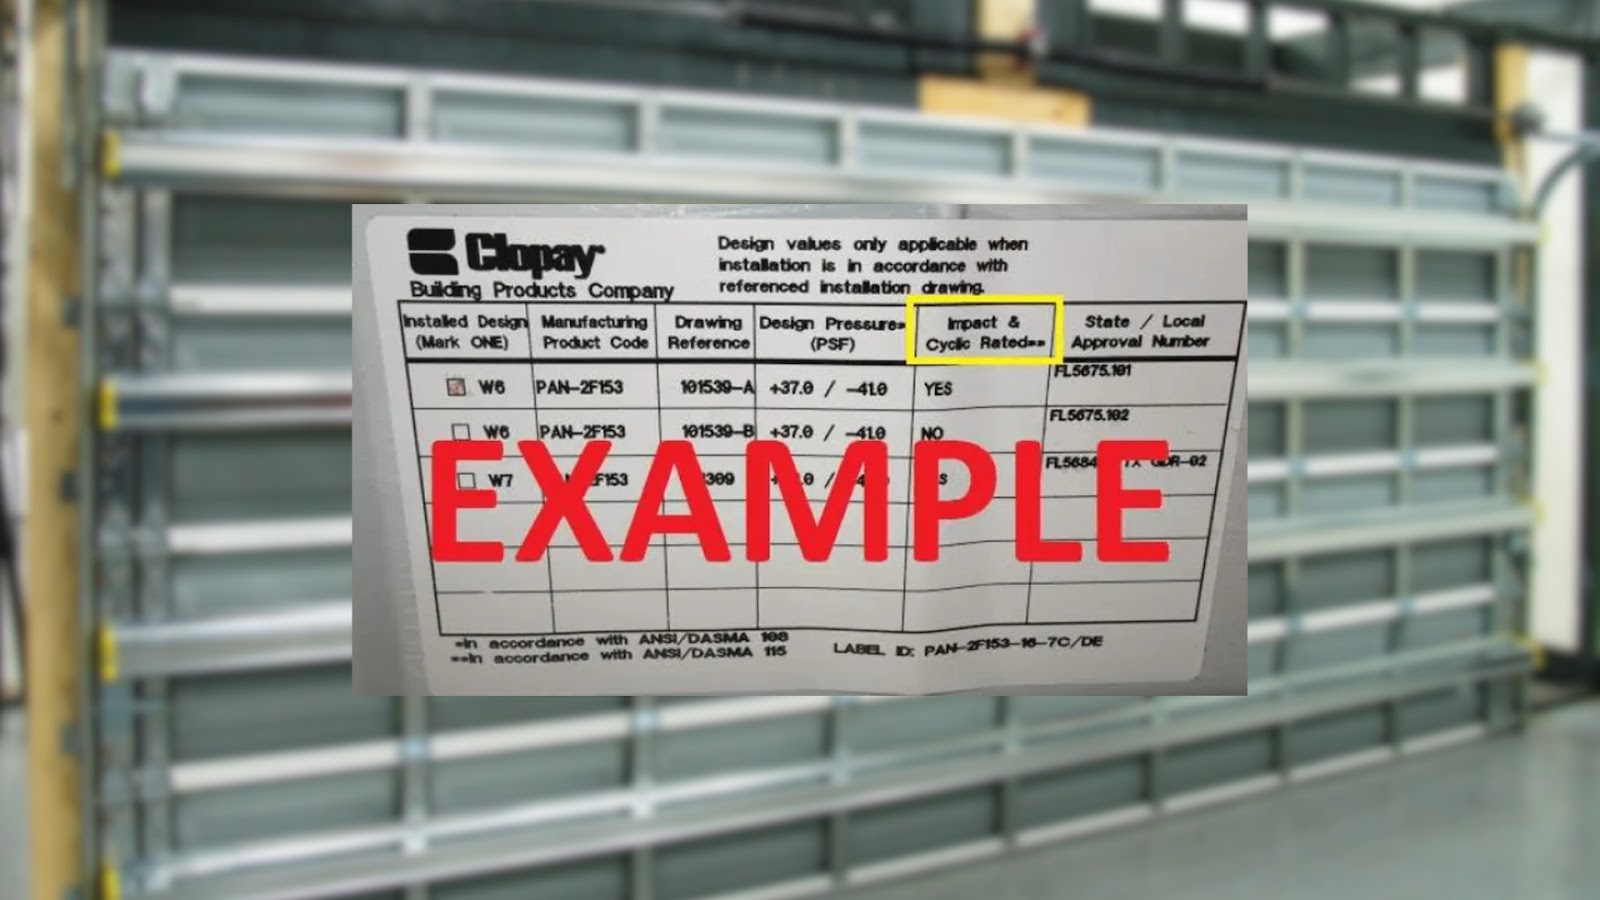 Clopay
Building Products Company
Design values only applicable when
installation is in accordance with
referenced installation drawing.
Installed Design (Mark ONE) Manufacturing Product Code Drawing Reference Design Pressure* (PSF) Impact & Cyclic Rated** State / Local Approval Number
W6 PAN-2F153 101539-A +37.0 / -41.0 YES FL5675.101
W6 PAN-2F153 101539-B +37.0 / -41.0 NO FL5675.102
W7
EXAMPLE
*In accordance with ANSI/DASMA 108
**In accordance with ANSI/DASMA 115
LABEL ID: PAN-2F153-16-7C/DE